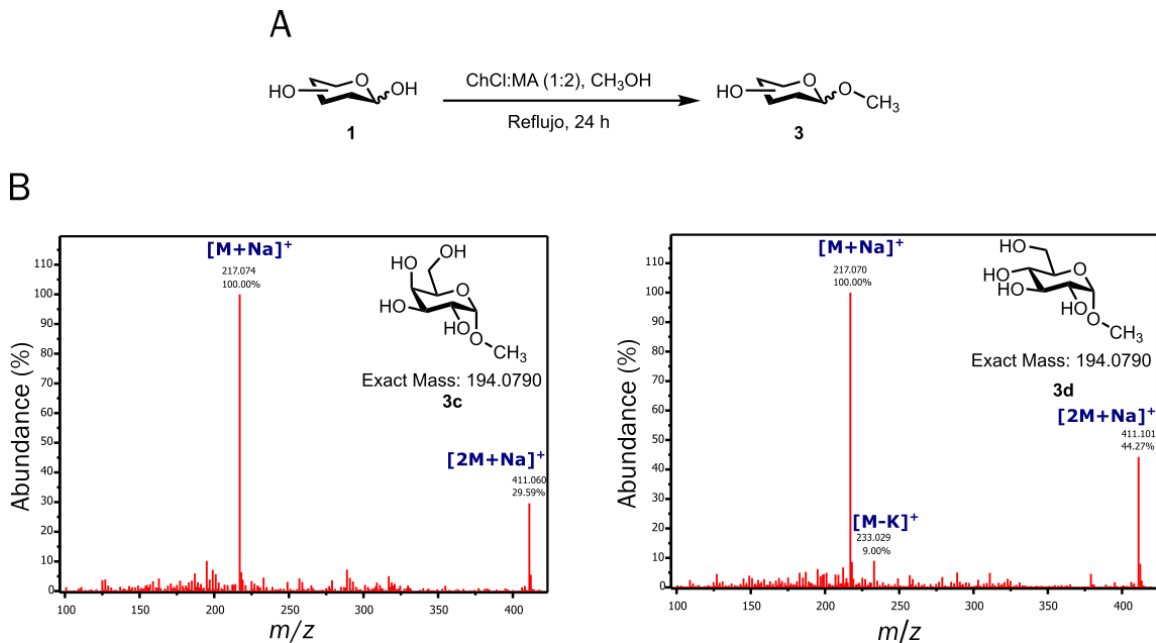 A
HO
O
OH
1
ChCl:MA (1:2), CH3OH
Reflujo, 24 h
HO
O
O
CH3
3
B
Abundance (%)
110
100
90
80
70
60
50
40
30
20
10
0
[M+Na]+
217.074
100.00%
OH
HO
O
HO
HO
O
CH3
Exact Mass: 194.0790
3c
[2M+Na]+
411.060
29.59%
100 150 200 250 300 350 400
m/z
Abundance (%)
110
100
90
80
70
60
50
40
30
20
10
0
[M+Na]+
217.070
100.00%
HO
HO
O
HO
HO
O
CH3
Exact Mass: 194.0790
3d
[2M+Na]+
411.101
44.27%
[M-K]+
233.029
9.00%
100 150 200 250 300 350 400
m/z